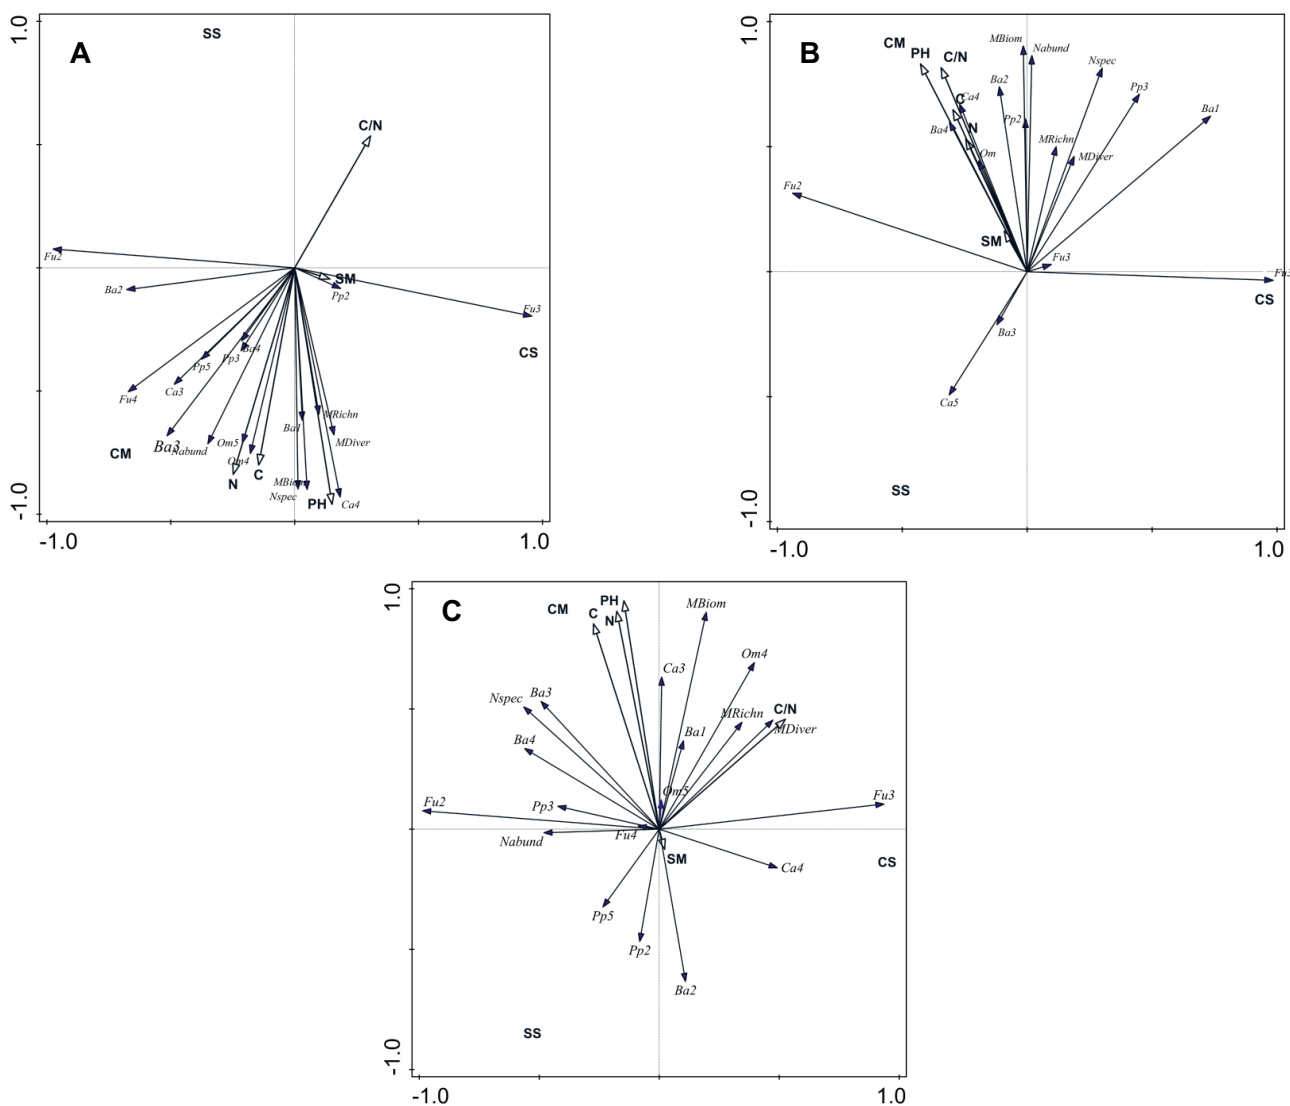 A
1.0
SS
C/N
Fu2
Ba2
SM
Pp2
Fu3
CS
Ba4
Pp3
Pp5
Ca3
Fu4
Ba1
MRichn
MDiver
CM
Ba3
Nabund
Om5
Om4
N
C
MBiom
Nspec
PH
Ca4
-1.0
-1.0
1.0
B
1.0
CM
PH
C/N
MBiom
Nabund
Nspec
Ba2
Pp3
C
Ca4
Ba1
Ba4
N
Pp2
MRichn
Om
MDiver
Fu2
SM
Fu3
Fu3
CS
Ba3
Ca5
SS
-1.0
-1.0
1.0
C
1.0
CM
C
PH
N
MBiom
Om4
Ca3
Nspec
Ba3
MRichn
C/N
MDiver
Ba4
Ba1
Om5
Fu2
Pp3
Fu3
Nabund
Fu4
SM
CS
Ca4
Pp5
Pp2
Ba2
SS
-1.0
-1.0
1.0